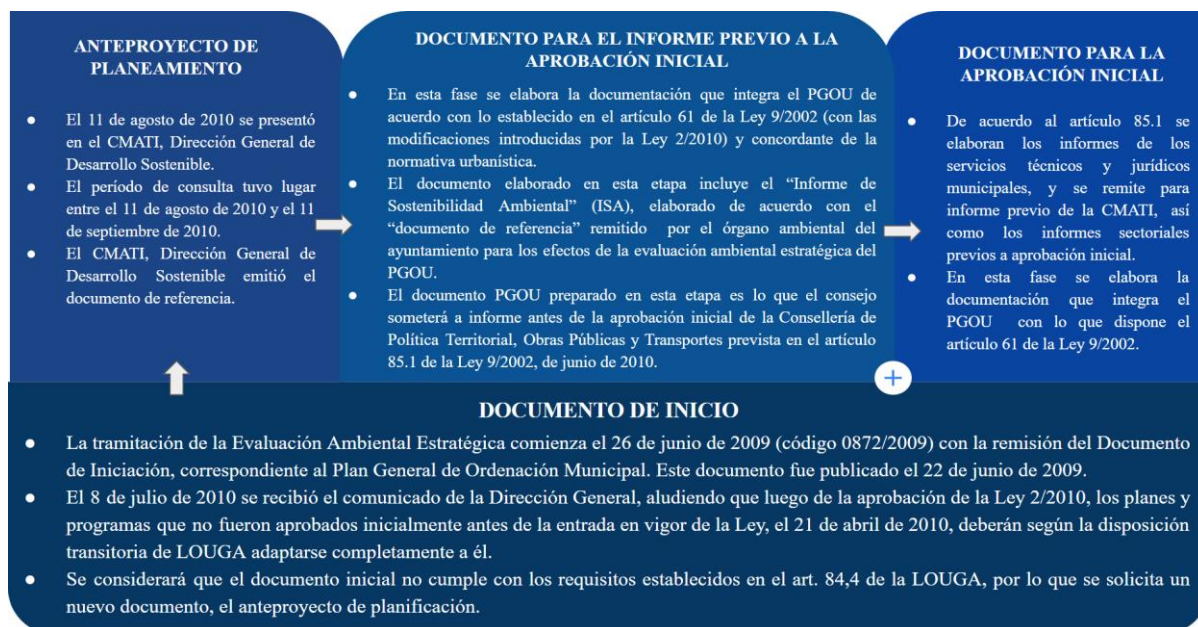 ANTEPROYECTO DE
PLANEAMIENTO
● El 11 de agosto de 2010 se presentó
en el CMATI, Dirección General de
Desarrollo Sostenible.
● El período de consulta tuvo lugar
entre el 11 de agosto de 2010 y el 11
de septiembre de 2010.
● El CMATI, Dirección General de
Desarrollo Sostenible emitió el
documento de referencia.
DOCUMENTO PARA EL INFORME PREVIO A LA
APROBACIÓN INICIAL
● En esta fase se elabora la documentación que integra el PGOU de
acuerdo con lo establecido en el artículo 61 de la Ley 9/2002 (con las
modificaciones introducidas por la Ley 2/2010) y concordante de la
normativa urbanística.
● El documento elaborado en esta etapa incluye el “Informe de
Sostenibilidad Ambiental” (ISA), elaborado de acuerdo con el
“documento de referencia” remitido por el órgano ambiental del
ayuntamiento para los efectos de la evaluación ambiental estratégica del
PGOU.
● El documento PGOU preparado en esta etapa es lo que el consejo
someterá a informe antes de la aprobación inicial de la Consellería de
Política Territorial, Obras Públicas y Transportes prevista en el artículo
85.1 de la Ley 9/2002, de junio de 2010.
DOCUMENTO PARA LA
APROBACIÓN INICIAL
● De acuerdo al artículo 85.1 se
elaboran los informes de los
servicios técnicos y jurídicos
municipales, y se remite para
informe previo de la CMATI, así
como los informes sectoriales
previos a aprobación inicial.
● En esta fase se elabora la
documentación que integra el
PGOU con lo que dispone el
artículo 61 de la Ley 9/2002.
DOCUMENTO DE INICIO
● La tramitación de la Evaluación Ambiental Estratégica comienza el 26 de junio de 2009 (código 0872/2009) con la remisión del Documento
de Iniciación, correspondiente al Plan General de Ordenación Municipal. Este documento fue publicado el 22 de junio de 2009.
● El 8 de julio de 2010 se recibió el comunicado de la Dirección General, aludiendo que luego de la aprobación de la Ley 2/2010, los planes y
programas que no fueron aprobados inicialmente antes de la entrada en vigor de la Ley, el 21 de abril de 2010, deberán según la disposición
transitoria de LOUGA adaptarse completamente a él.
● Se considerará que el documento inicial no cumple con los requisitos establecidos en el art. 84,4 de la LOUGA, por lo que se solicita un
nuevo documento, el anteproyecto de planificación.